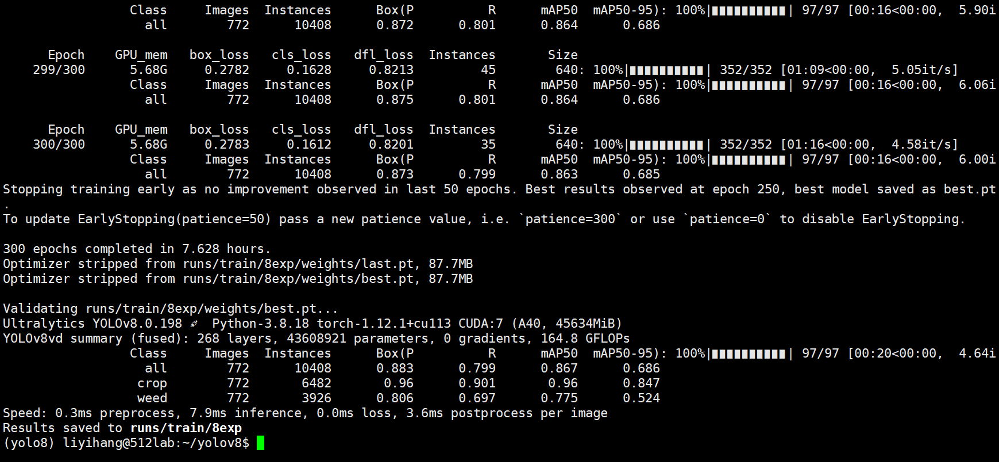 Class Images Instances Box(P R mAP50 mAP50-95): 100%|██████████| 97/97 [00:16<00:00, 5.90i
all 772 10408 0.872 0.801 0.864 0.686
Epoch GPU_mem box_loss cls_loss dfl_loss Instances Size
299/300 5.68G 0.2782 0.1628 0.8213 45 640: 100%|██████████| 352/352 [01:09<00:00, 5.05it/s]
Class Images Instances Box(P R mAP50 mAP50-95): 100%|██████████| 97/97 [00:16<00:00, 6.06i
all 772 10408 0.875 0.801 0.864 0.686
Epoch GPU_mem box_loss cls_loss dfl_loss Instances Size
300/300 5.68G 0.2783 0.1612 0.8201 35 640: 100%|██████████| 352/352 [01:16<00:00, 4.58it/s]
Class Images Instances Box(P R mAP50 mAP50-95): 100%|██████████| 97/97 [00:16<00:00, 6.00i
all 772 10408 0.873 0.799 0.863 0.685
Stopping training early as no improvement observed in last 50 epochs. Best results observed at epoch 250, best model saved as best.pt
.
To update EarlyStopping(patience=50) pass a new patience value, i.e. `patience=300` or use `patience=0` to disable EarlyStopping.
300 epochs completed in 7.628 hours.
Optimizer stripped from runs/train/8exp/weights/last.pt, 87.7MB
Optimizer stripped from runs/train/8exp/weights/best.pt, 87.7MB
Validating runs/train/8exp/weights/best.pt...
Ultralytics YOLOv8.0.198 🚀 Python-3.8.18 torch-1.12.1+cu113 CUDA:7 (A40, 45634MiB)
YOLOv8vd summary (fused): 268 layers, 43608921 parameters, 0 gradients, 164.8 GFLOPs
Class Images Instances Box(P R mAP50 mAP50-95): 100%|██████████| 97/97 [00:20<00:00, 4.64i
all 772 10408 0.883 0.799 0.867 0.686
crop 772 6482 0.96 0.901 0.96 0.847
weed 772 3926 0.806 0.697 0.775 0.524
Speed: 0.3ms preprocess, 7.9ms inference, 0.0ms loss, 3.6ms postprocess per image
Results saved to runs/train/8exp
(yolo8) liyihang@512lab:~/yolov8$